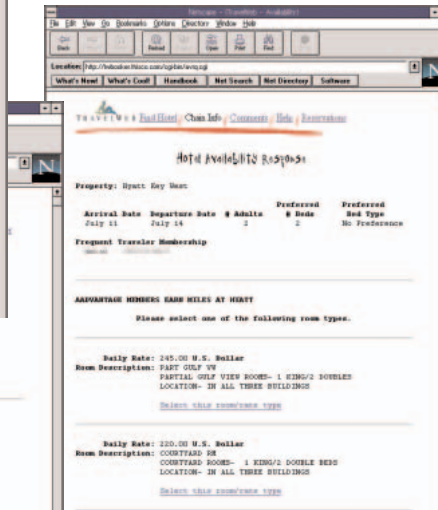 Netscape - [TravelWeb - Availability]
File Edit View Go Bookmarks Options Directory Window Help
Back Reload Open Print Find
Location:
What's New! What's Cool! Handbook Net Search Net Directory Software
N
TRAVELWEB Find Hotel / Chain Info / Comments / Help / Reservations
Hotel Availability Response
Property: Hyatt Key West
Preferred Preferred
Arrival Date Departure Date # Adults # Beds Bed Type
July 11 July 14 2 2 No Preference
Frequent Traveler Membership
AADVANTAGE MEMBERS EARN MILES AT HYATT
Please select one of the following room types.
Daily Rate: 245.00 U.S. Dollar
Room Description: PART GULF VW
PARTIAL GULF VIEW ROOMS- 1 KING/2 DOUBLES
LOCATION- IN ALL THREE BUILDINGS
Select this room/rate type
Daily Rate: 220.00 U.S. Dollar
Room Description: COURTYARD RM
COURTYARD ROOMS- 1 KING/2 DOUBLE BEDS
LOCATION- IN ALL THREE BUILDINGS
Select this room/rate type